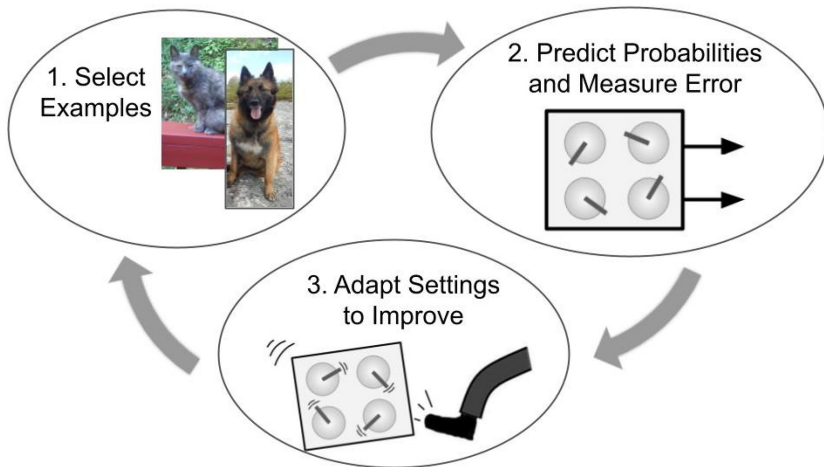 1. Select
Examples
2. Predict Probabilities
and Measure Error
3. Adapt Settings
to Improve